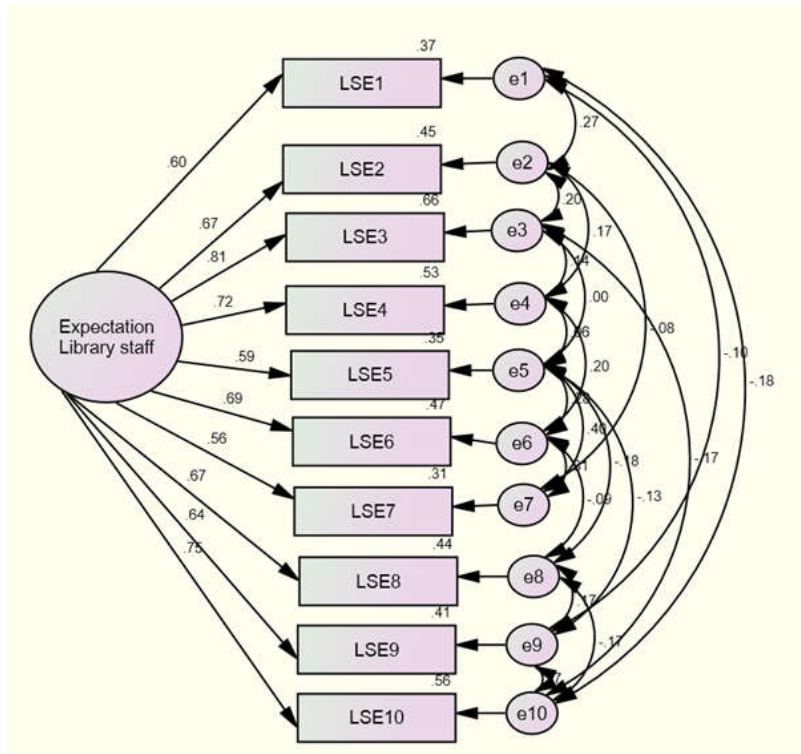 .37
LSE1
e1
.27
.45
LSE2
e2
.60
.20
.67
.66
LSE3
e3
.17
.81
.53
.00
.72
LSE4
e4
Expectation
Library staff
.35
-.08
.59
.20
-.10
LSE5
e5
-.18
.69
.47
LSE6
e6
.56
.31
-.18
-.17
.67
LSE7
e7
-.09
-.13
.64
.44
.75
LSE8
e8
.17
.41
LSE9
e9
-.17
.56
LSE10
e10